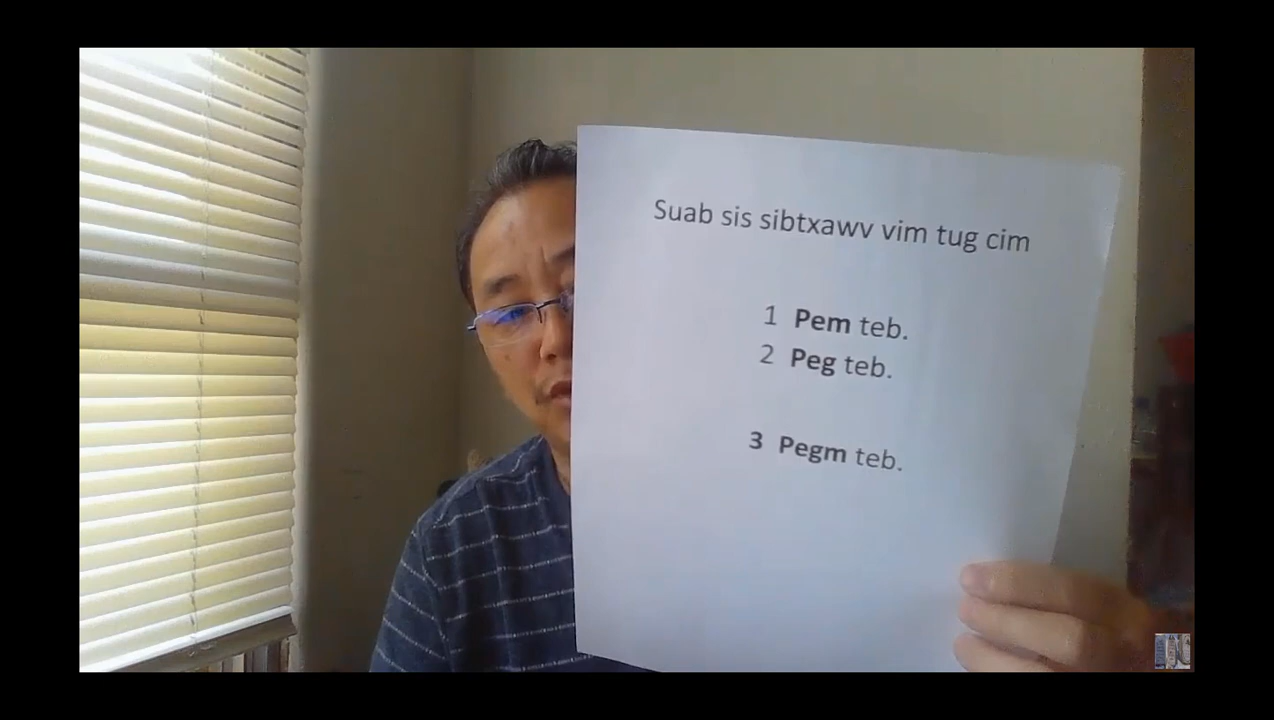 Suab sis sibtxawv vim tug cim
1 Pem teb.
2 Peg teb.
3 Pegm teb.